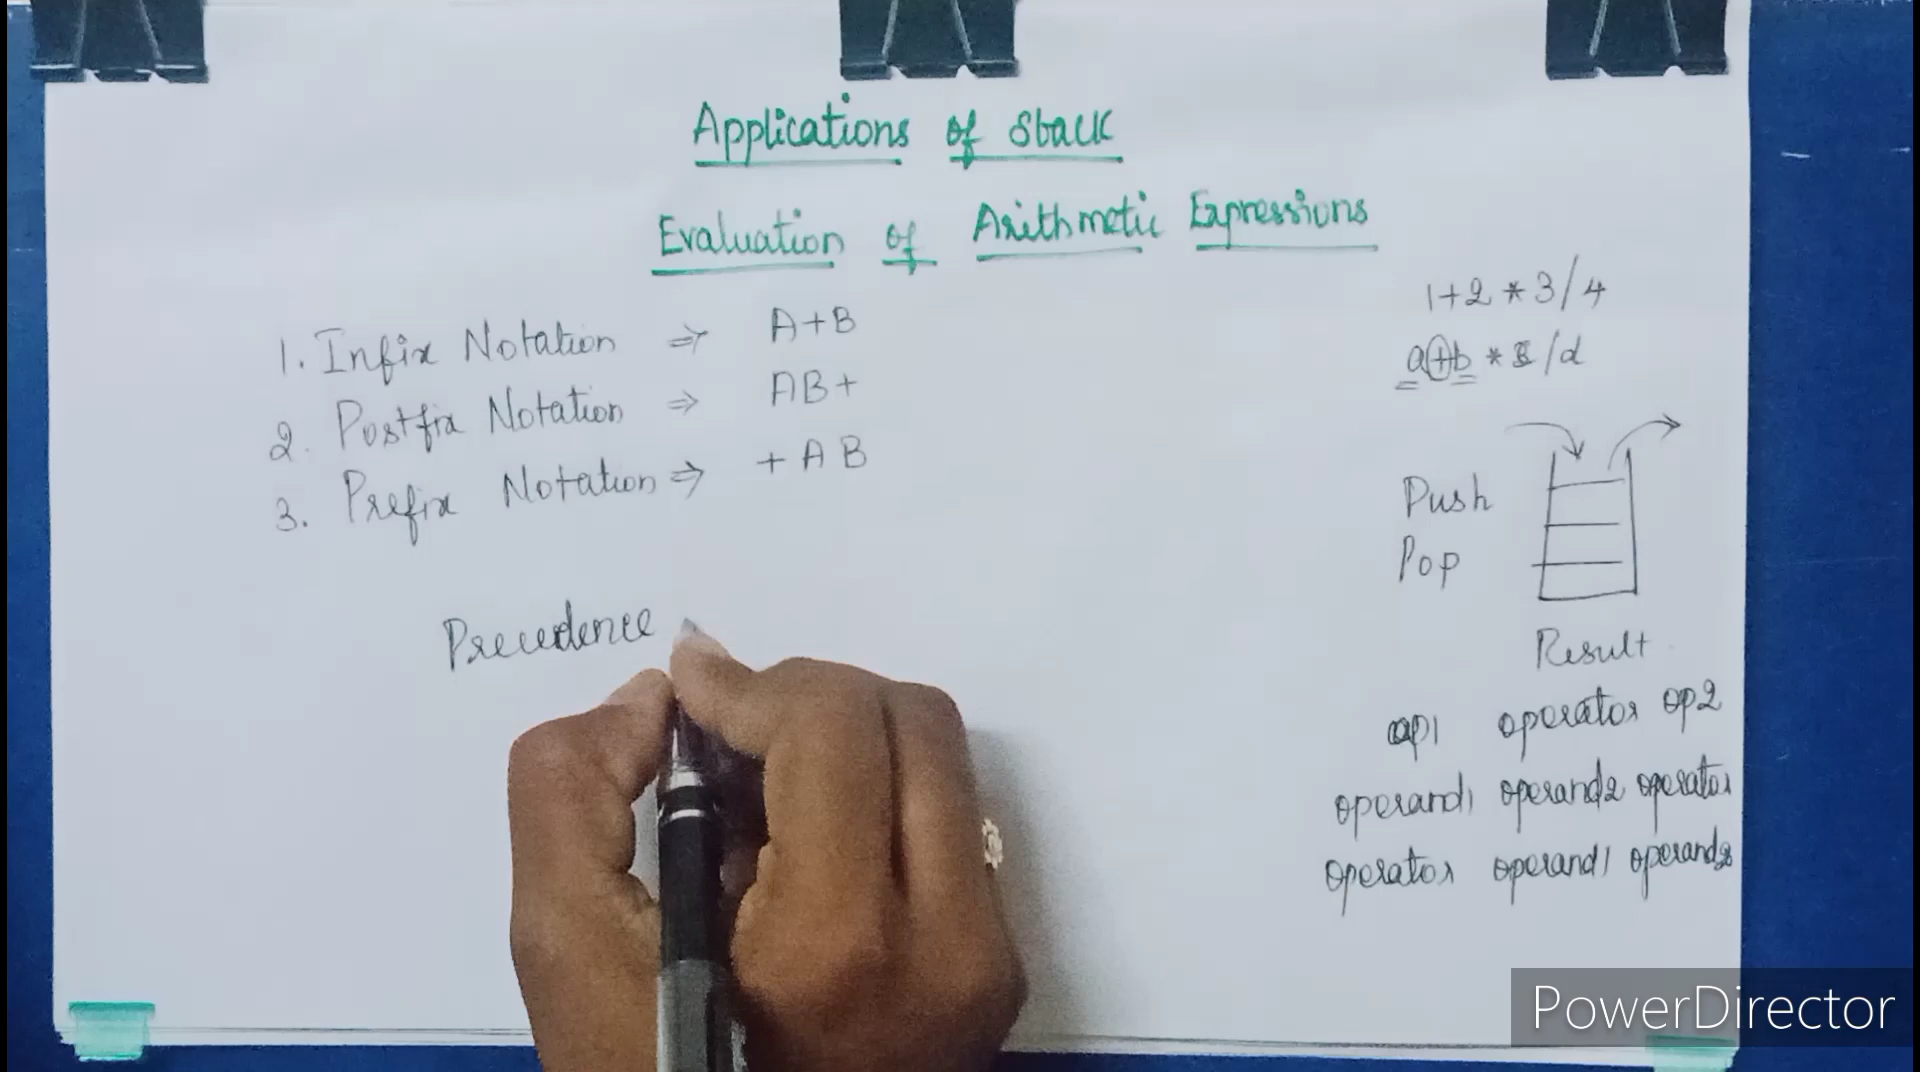 Applications of Stack
Evaluation of Arithmetic Expressions
1. Infix Notation ⇒ A+B
2. Postfix Notation ⇒ AB+
3. Prefix Notation ⇒ +AB
Precedence
1+2*3/4
a+b * /d
Push
Pop
Result
op1 operator op2
operand1 operand2 operator
operator operand1 operand2
PowerDirector